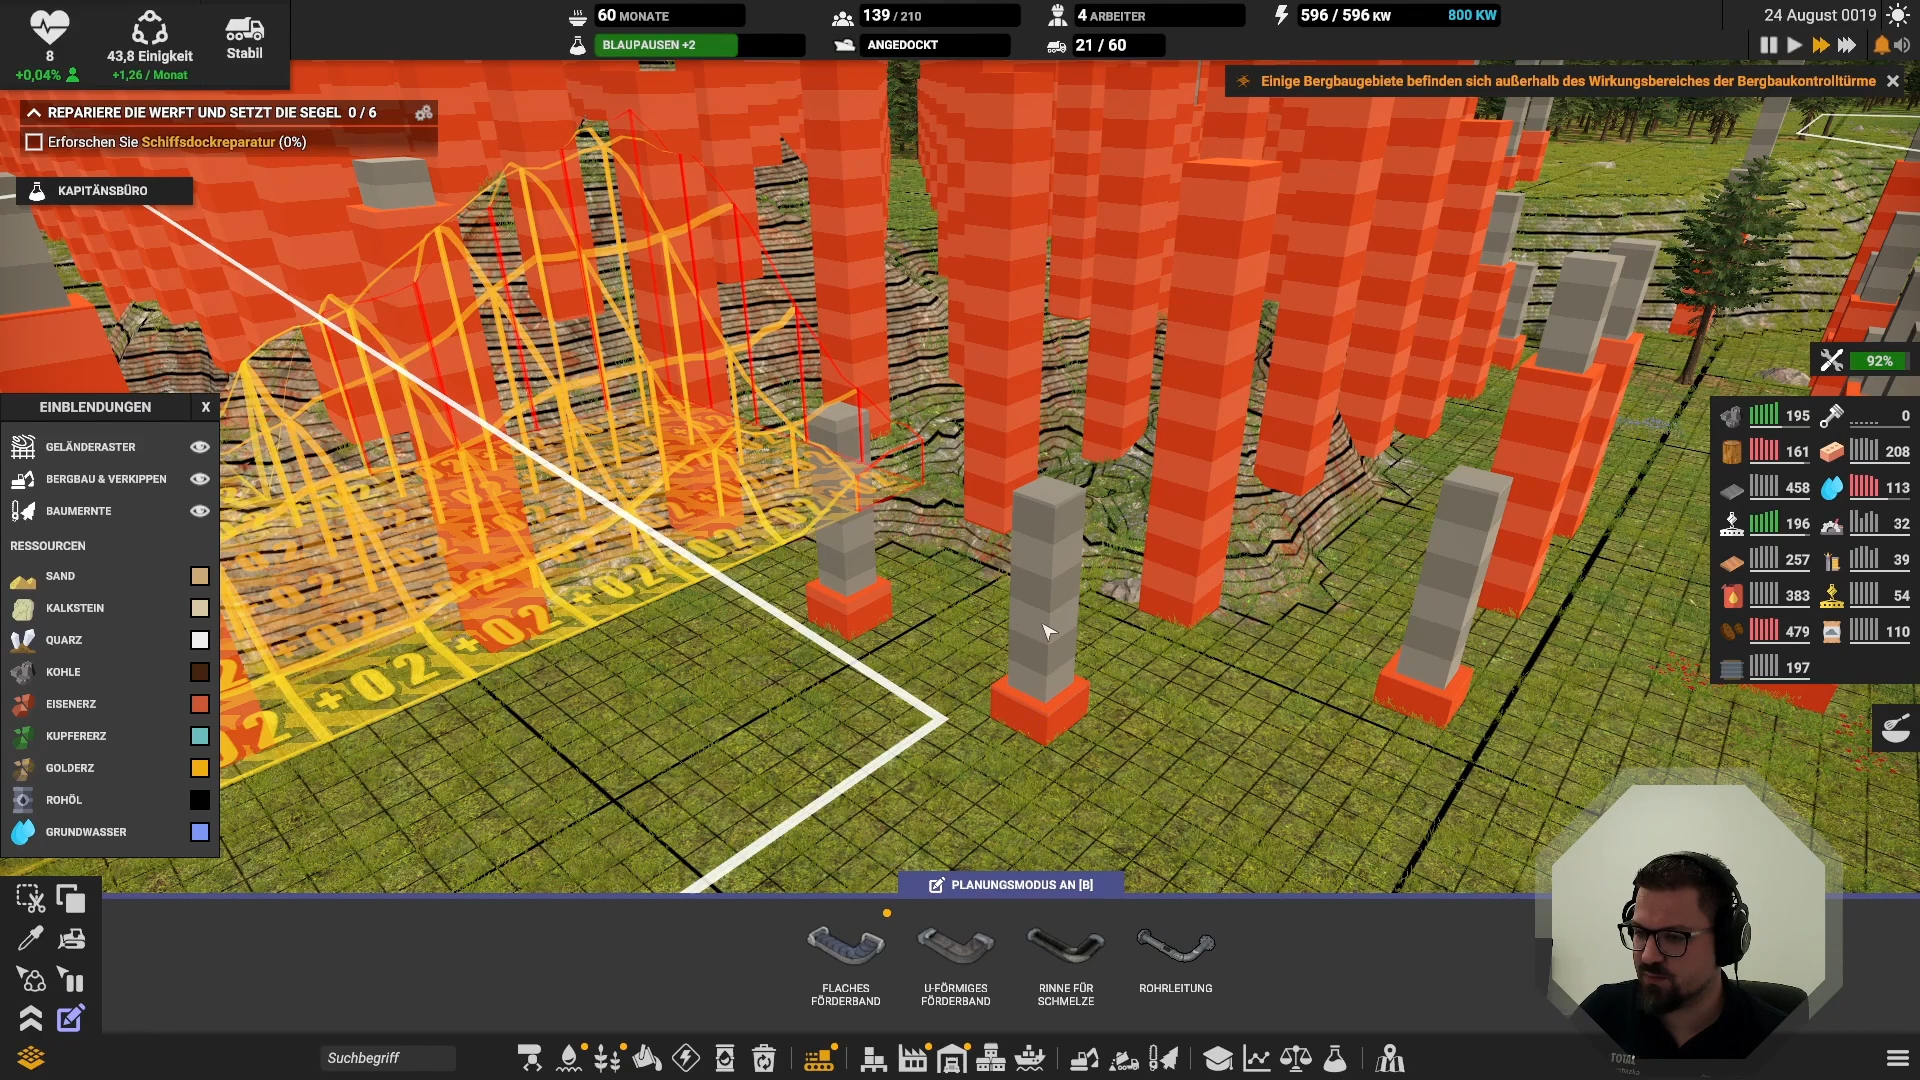 8
+0,04%
43,8 Einigkeit
+1,26 / Monat
Stabil
60 MONATE
BLAUPAUSEN +2
139 / 210
ANGEDOCKT
4 ARBEITER
21 / 60
596 / 596 KW
800 KW
24 August 0019
Einige Bergbaugebiete befinden sich außerhalb des Wirkungsbereiches der Bergbaukontrolltürme
REPARIERE DIE WERFT UND SETZT DIE SEGEL 0 / 6
Erforschen Sie Schiffsdockreparatur (0%)
KAPITÄNSBÜRO
92%
EINBLENDUNGEN X
GELÄNDERASTER
BERGBAU & VERKIPPEN
BAUMERNTE
RESSOURCEN
SAND
KALKSTEIN
QUARZ
KOHLE
EISENERZ
KUPFERERZ
GOLDERZ
ROHÖL
GRUNDWASSER
195 0
161 208
458 113
196 32
257 39
383 54
479 110
197
+02
+02
+02
+02
PLANUNGSMODUS AN [B]
FLACHES FÖRDERBAND
U-FÖRMIGES FÖRDERBAND
RINNE FÜR SCHMELZE
ROHRLEITUNG
Suchbegriff